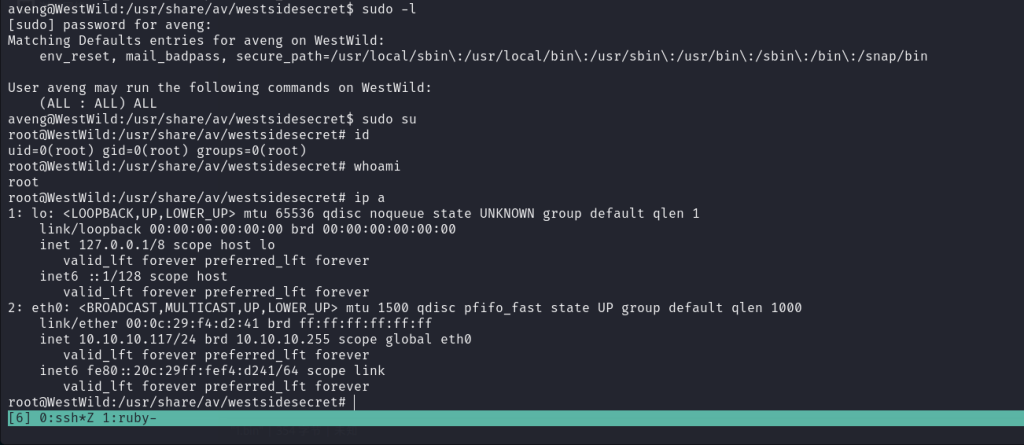 aveng@WestWild:/usr/share/av/westsidesecret$ sudo -l
[sudo] password for aveng:
Matching Defaults entries for aveng on WestWild:
    env_reset, mail_badpass, secure_path=/usr/local/sbin\:/usr/local/bin\:/usr/sbin\:/usr/bin\:/sbin\:/bin\:/snap/bin

User aveng may run the following commands on WestWild:
    (ALL : ALL) ALL
aveng@WestWild:/usr/share/av/westsidesecret$ sudo su
root@WestWild:/usr/share/av/westsidesecret# id
uid=0(root) gid=0(root) groups=0(root)
root@WestWild:/usr/share/av/westsidesecret# whoami
root
root@WestWild:/usr/share/av/westsidesecret# ip a
1: lo: <LOOPBACK,UP,LOWER_UP> mtu 65536 qdisc noqueue state UNKNOWN group default qlen 1
    link/loopback 00:00:00:00:00:00 brd 00:00:00:00:00:00
    inet 127.0.0.1/8 scope host lo
       valid_lft forever preferred_lft forever
    inet6 ::1/128 scope host
       valid_lft forever preferred_lft forever
2: eth0: <BROADCAST,MULTICAST,UP,LOWER_UP> mtu 1500 qdisc pfifo_fast state UP group default qlen 1000
    link/ether 00:0c:29:f4:d2:41 brd ff:ff:ff:ff:ff:ff
    inet 10.10.10.117/24 brd 10.10.10.255 scope global eth0
       valid_lft forever preferred_lft forever
    inet6 fe80::20c:29ff:fef4:d241/64 scope link
       valid_lft forever preferred_lft forever
root@WestWild:/usr/share/av/westsidesecret#
[6] 0:ssh*Z 1:ruby-